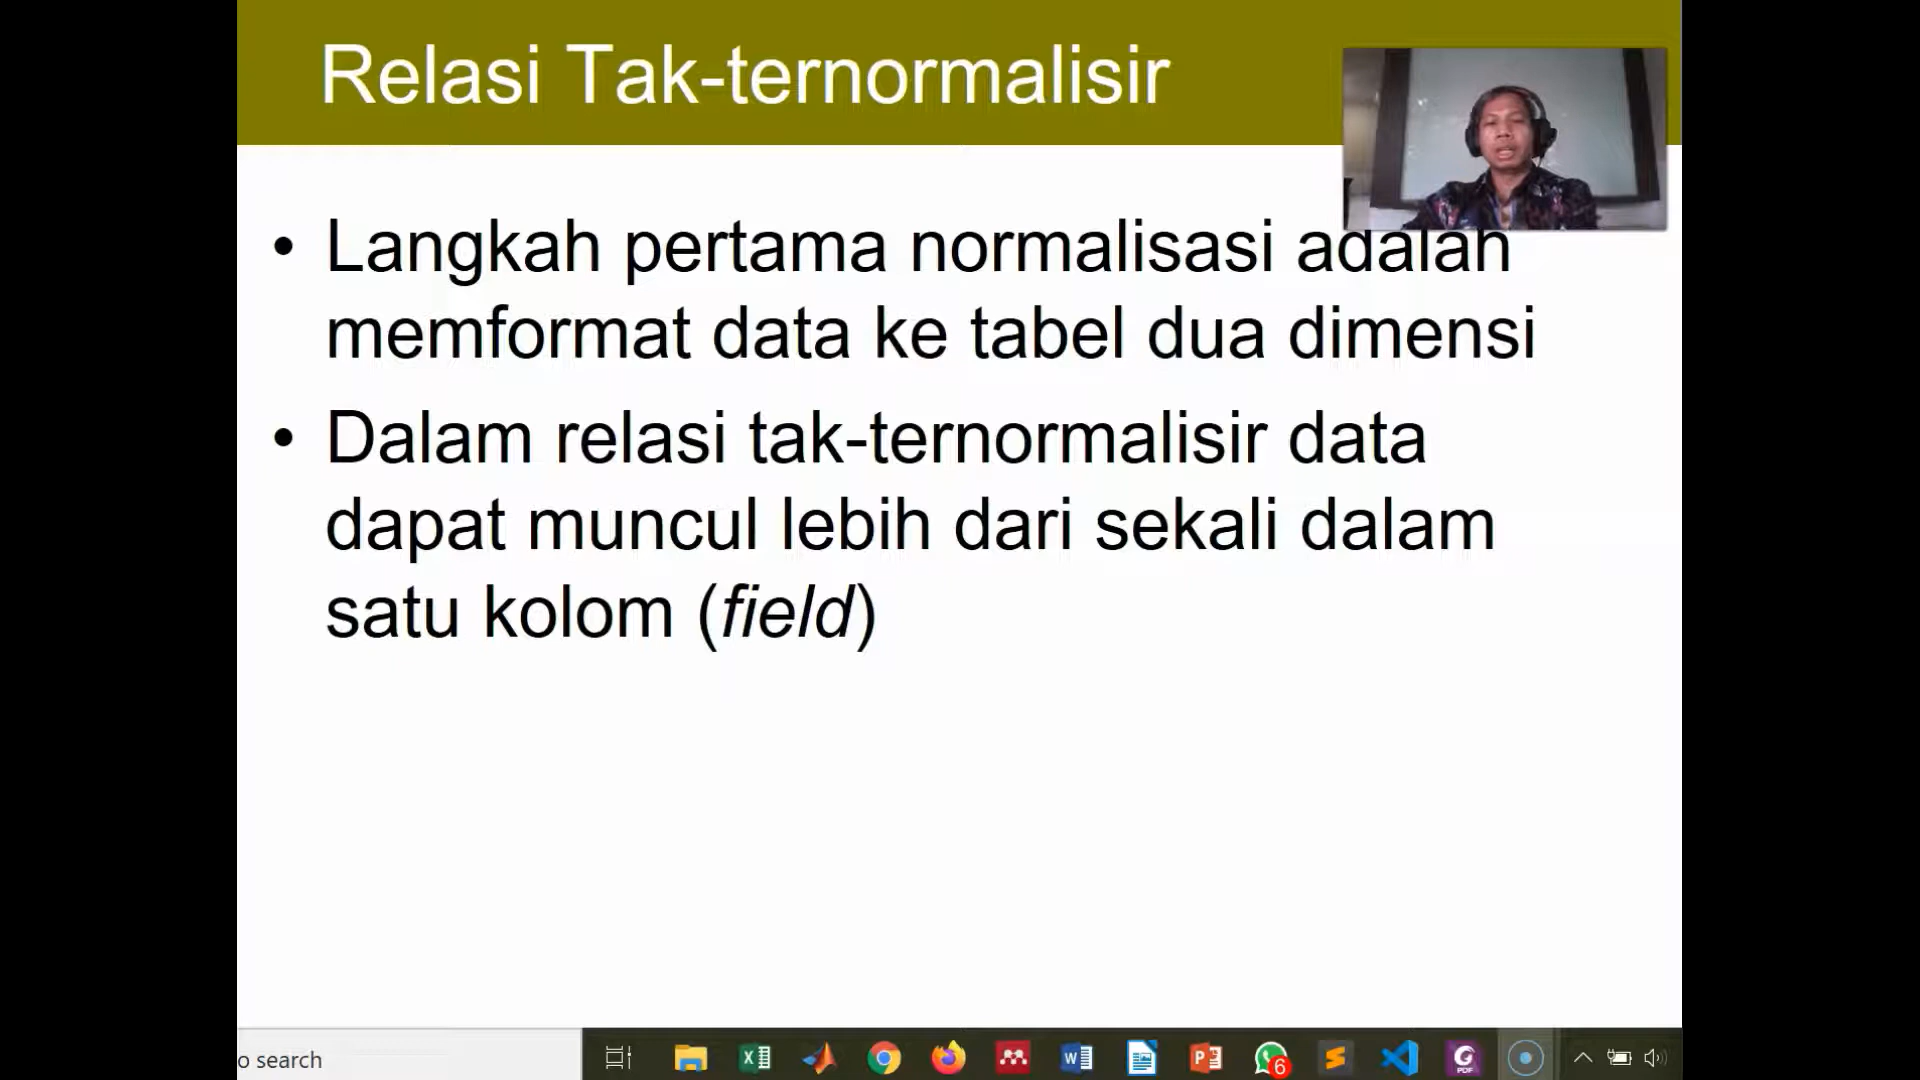 Relasi Tak-ternormalisir
• Langkah pertama normalisasi adalah
memformat data ke tabel dua dimensi
• Dalam relasi tak-ternormalisir data
dapat muncul lebih dari sekali dalam
satu kolom (field)
o search
6